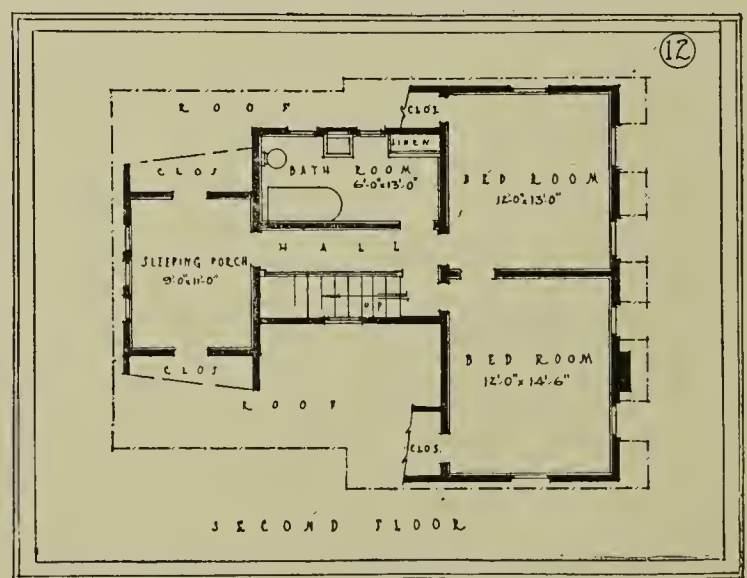 12
ROOF
CLOS.
LINEN
CLOS
BATH ROOM
6'-0"x13'-0"
BED ROOM
12'-0"x13'-0"
HALL
SLEEPING PORCH
9'-0"x11'-0"
UP
BED ROOM
12'-0"x14'-6"
CLOS
ROOF
CLOS.
SECOND FLOOR